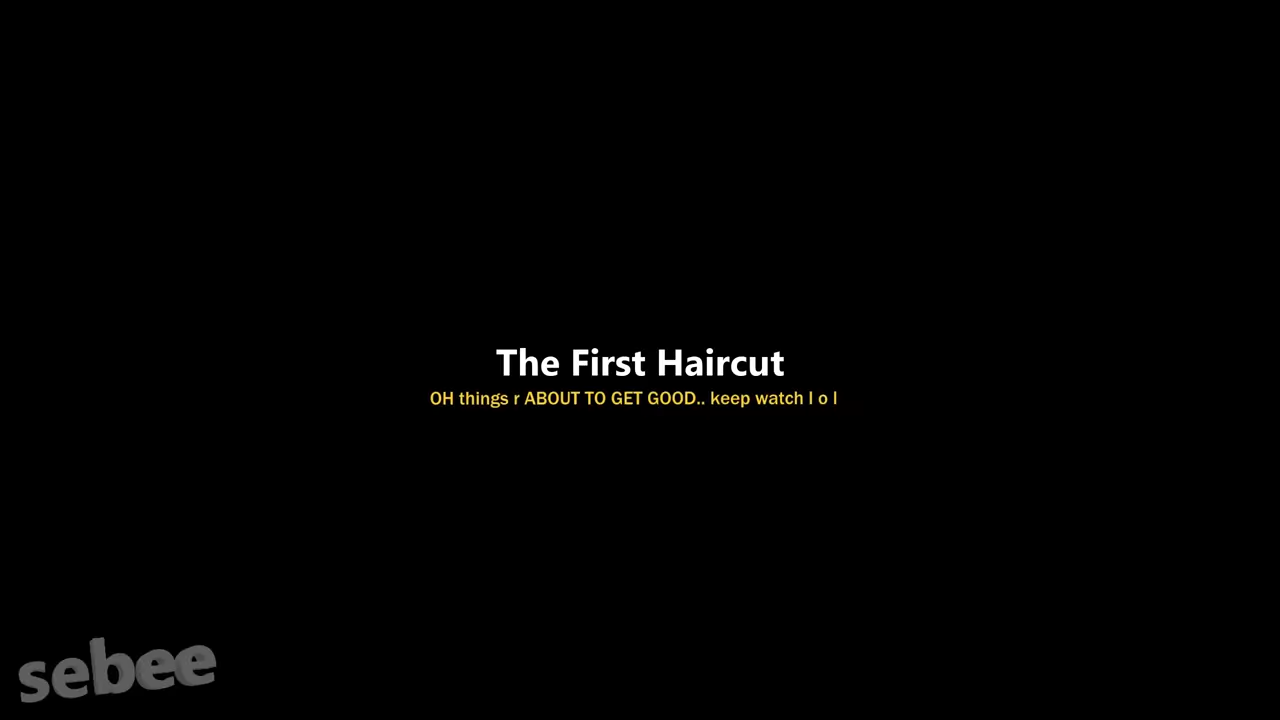 The First Haircut
OH things r ABOUT TO GET GOOD.. keep watch l o l
sebee